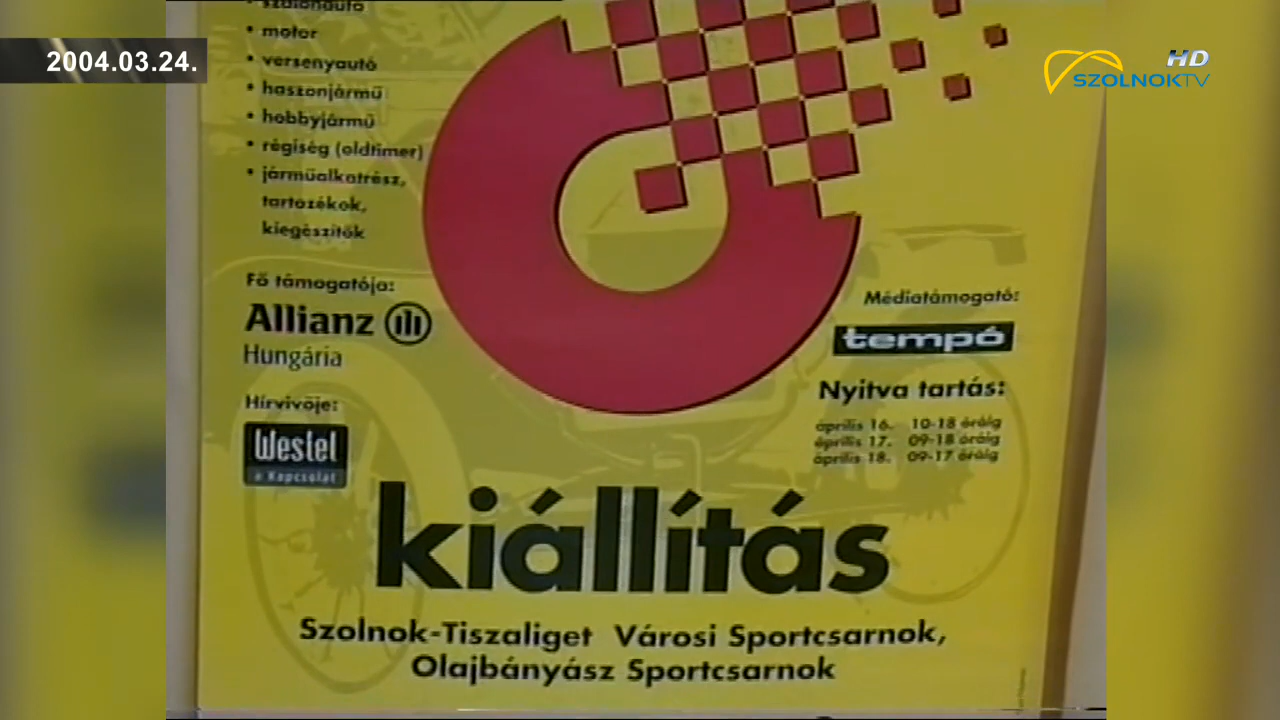 2004.03.24.
HD
SZOLNOKTV
• szalonautó
• motor
• versenyautó
• haszonjármű
• hobbyjármű
• régiség (oldtimer)
• járműalkatrész,
tartozékok,
kiegészítők
Fő támogatója:
Allianz
Hungária
Hírvivője:
Westel
a Kapcsolat
Médiatámogató:
tempó
Nyitva tartás:
április 16. 10-18 óráig
április 17. 09-18 óráig
április 18. 09-17 óráig
kiállítás
Szolnok-Tiszaliget Városi Sportcsarnok,
Olajbányász Sportcsarnok